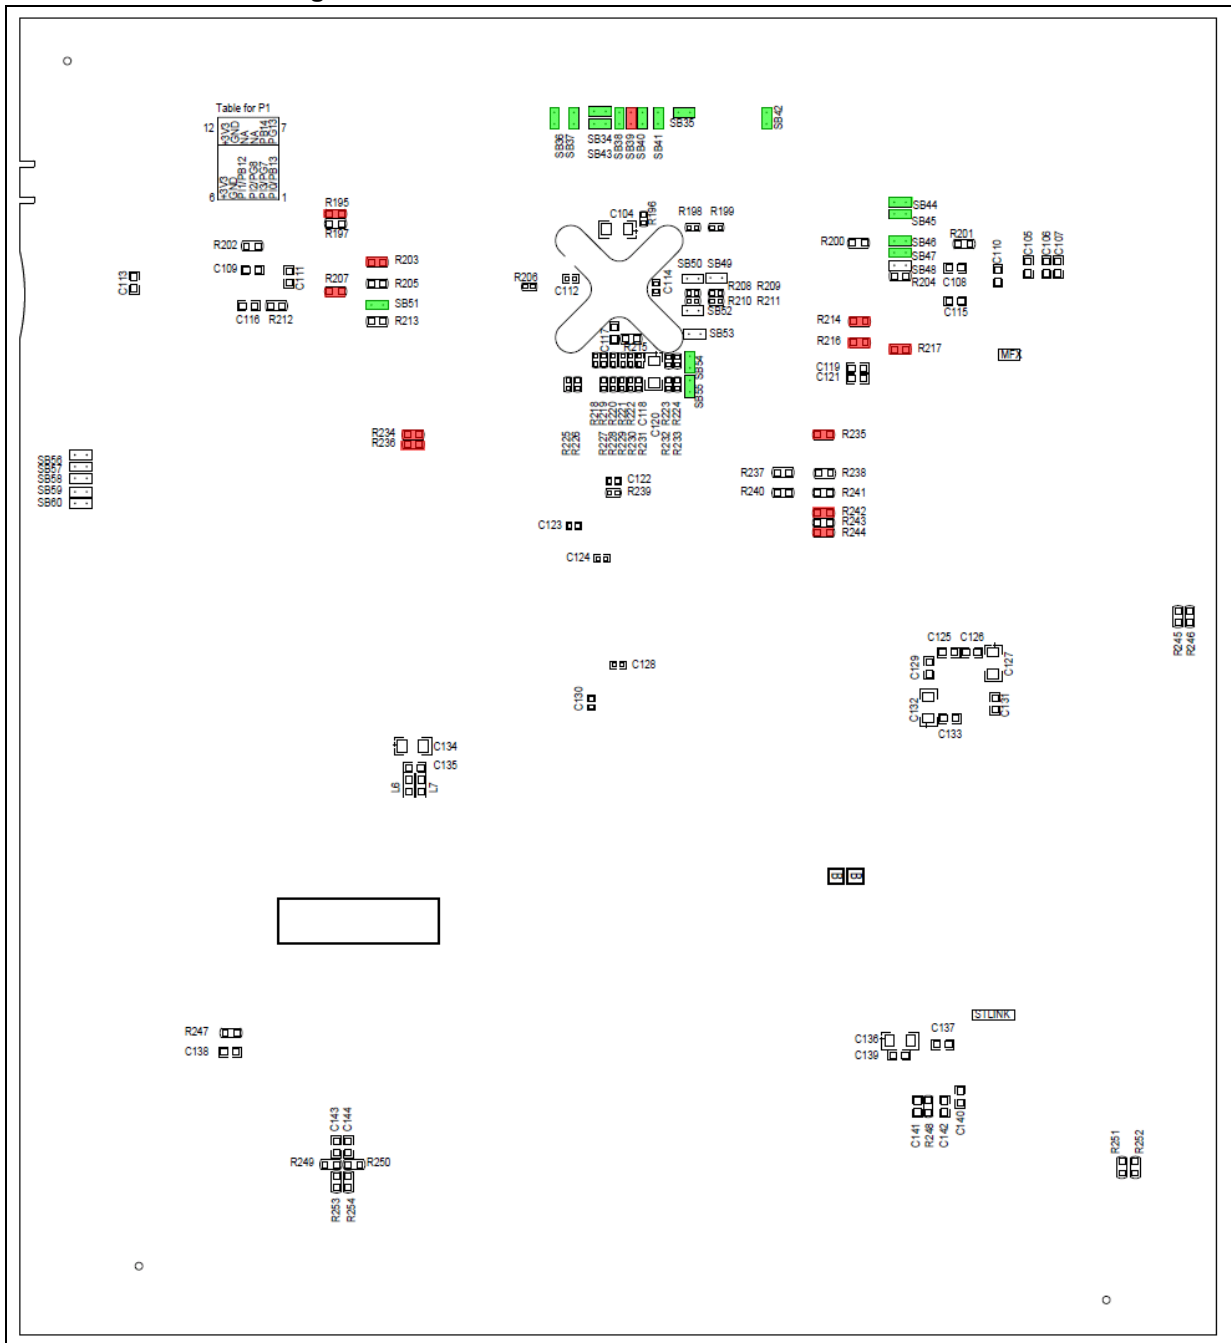 Table for P1
12 +3V3 GND NA NA PB14 PG13 7
6 +3V3 GND PI1/PB12 PI2/PG8 PI3/PG7 PI0/PB13 1
SB36
SB37
SB34
SB43
SB38
SB39
SB40
SB41
SB35
SB42
R195
R197
R202
C109
C111
C113
C116
R212
R203
R207
R205
SB51
R213
C104
R196
R198
R199
R206
C112
C114
SB50
SB49
R208
R209
R210
R211
SB52
SB53
C117
R215
SB54
SB55
R200
SB44
SB45
SB46
SB47
SB48
R204
R201
C108
C110
C105
C106
C107
C115
R214
R216
R217
MFX
C119
C121
R218
R219
R220
R221
R222
C118
C120
R223
R224
R225
R226
R227
R228
R229
R230
R231
R232
R233
R234
R236
R235
SB56
SB57
SB58
SB59
SB60
C122
R239
R237
R238
R240
R241
R242
R243
R244
C123
C124
R245
R246
C125
C126
C129
C127
C128
C130
C132
C131
C133
C134
C135
L6
L7
B
B
STLINK
R247
C138
C136
C137
C139
C141
R248
C142
C140
C143
C144
R249
R250
R253
R254
R251
R252